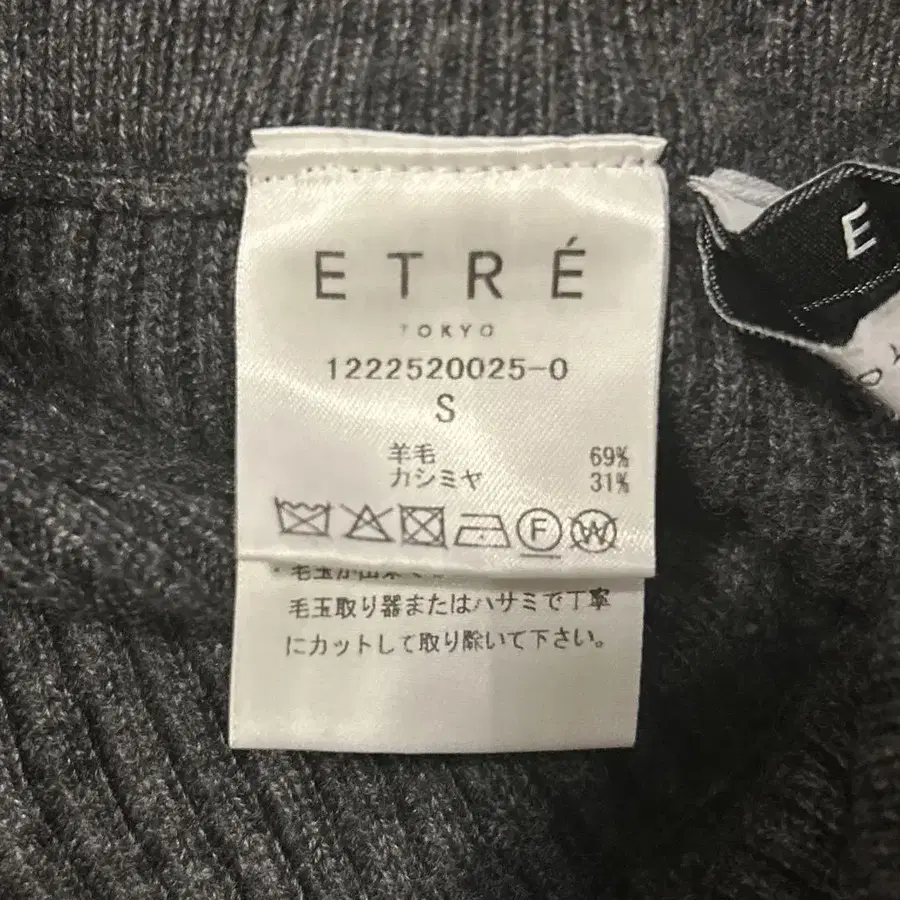 ETRÉ
TOKYO
1222520025-0
S
羊毛 69%
カシミヤ 31%
F W
毛玉取り器またはハサミで丁寧
にカットして取り除いて下さい。
E